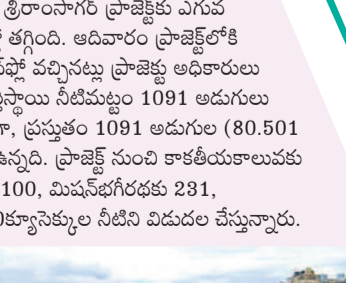 శ్రీరాంసాగర్ ప్రాజెక్ట్‌కు ఎగువ
తగ్గింది. ఆదివారం ప్రాజెక్ట్‌లోకి
వచ్చినట్లు ప్రాజెక్టు అధికారులు
నీటిమట్టం 1091 అడుగులు
ప్రస్తుతం 1091 అడుగుల (80.501
ఉన్నది. ప్రాజెక్ట్ నుంచి కాకతీయకాలువకు
100, మిషన్‌భగీరథకు 231,
క్యూసెక్కుల నీటిని విడుదల చేస్తున్నారు.